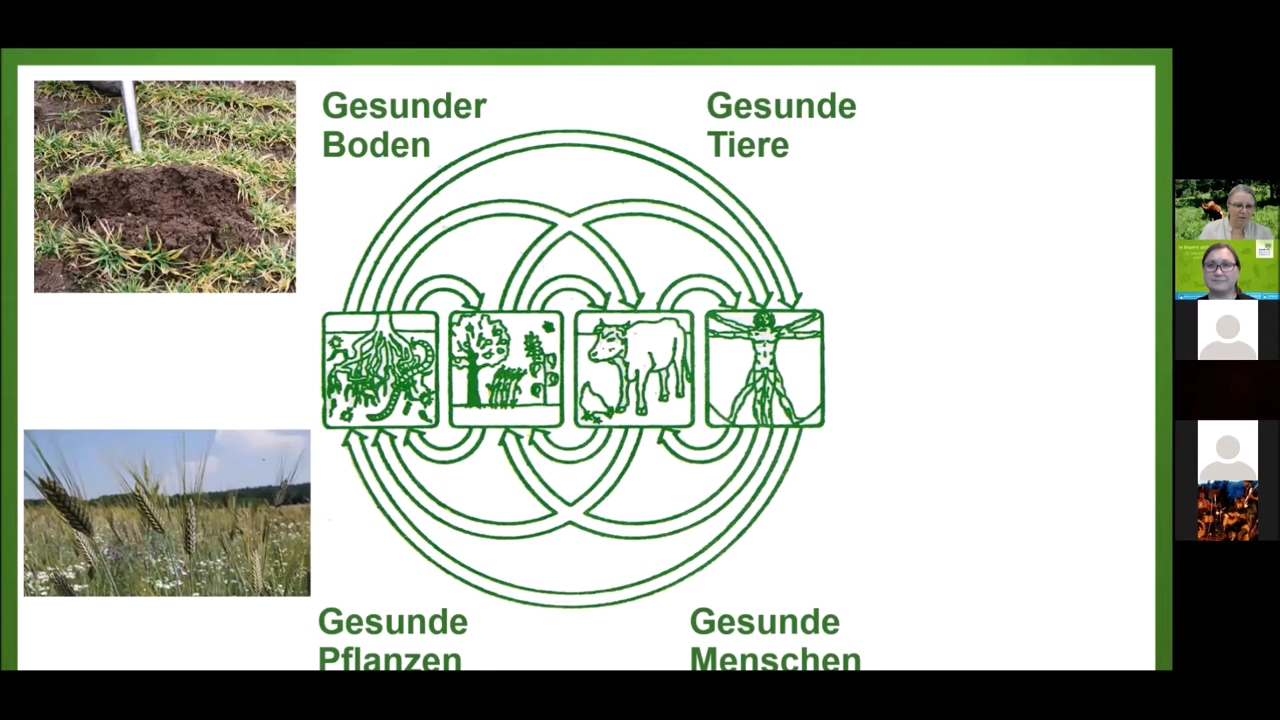 Gesunder
Boden
Gesunde
Tiere
Gesunde
Pflanzen
Gesunde
Menschen